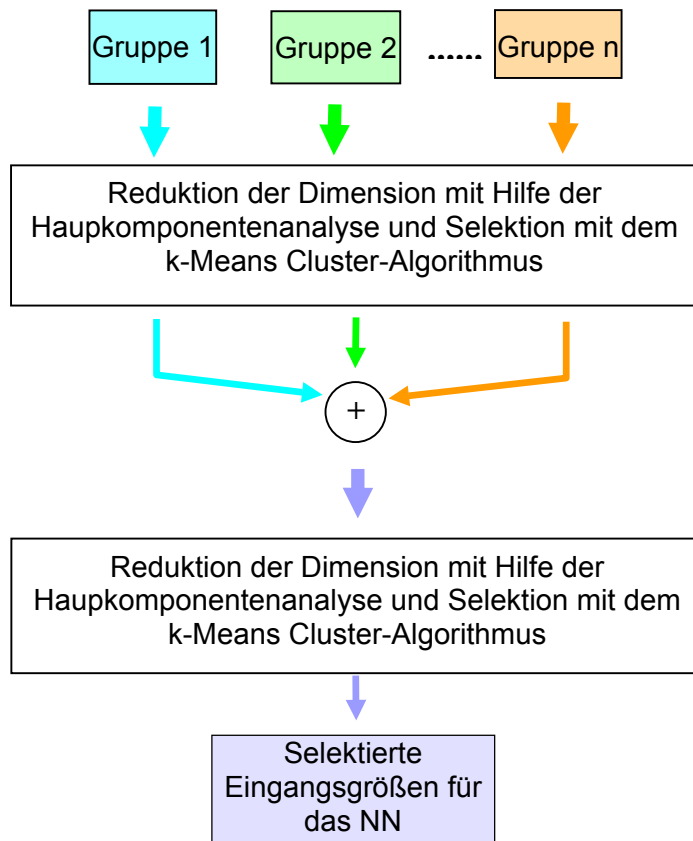 Gruppe 1 Gruppe 2 ...... Gruppe n
Reduktion der Dimension mit Hilfe der
Haupkomponentenanalyse und Selektion mit dem
k-Means Cluster-Algorithmus
+
Reduktion der Dimension mit Hilfe der
Haupkomponentenanalyse und Selektion mit dem
k-Means Cluster-Algorithmus
Selektierte
Eingangsgrößen für
das NN